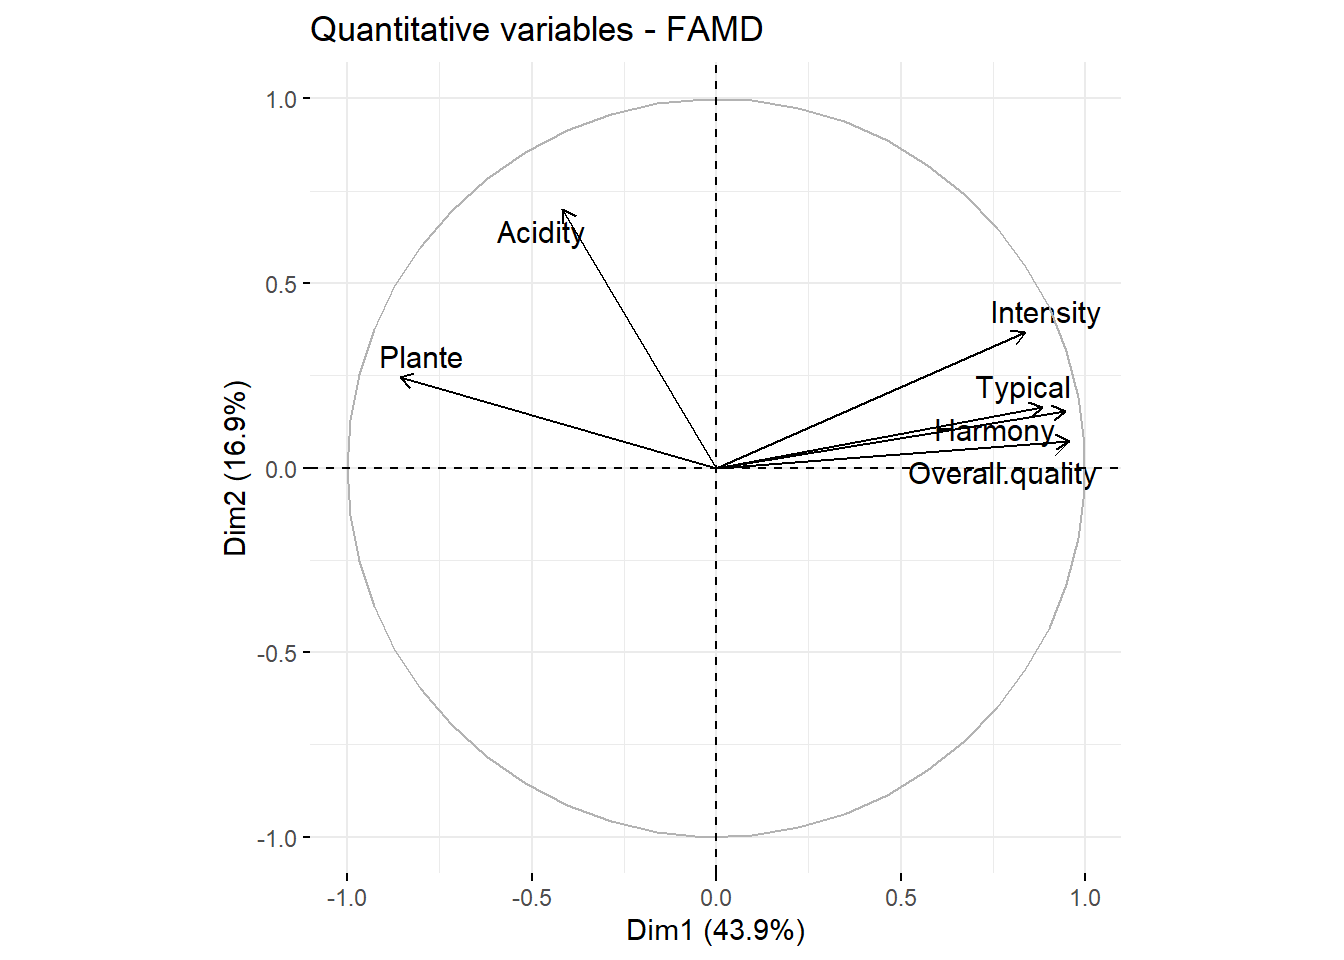 Quantitative variables - FAMD
1.0
0.5
0.0
-0.5
-1.0
Dim2 (16.9%)
Acidity
Plante
Intensity
Typical
Harmony
Overall.quality
-1.0
-0.5
0.0
0.5
1.0
Dim1 (43.9%)